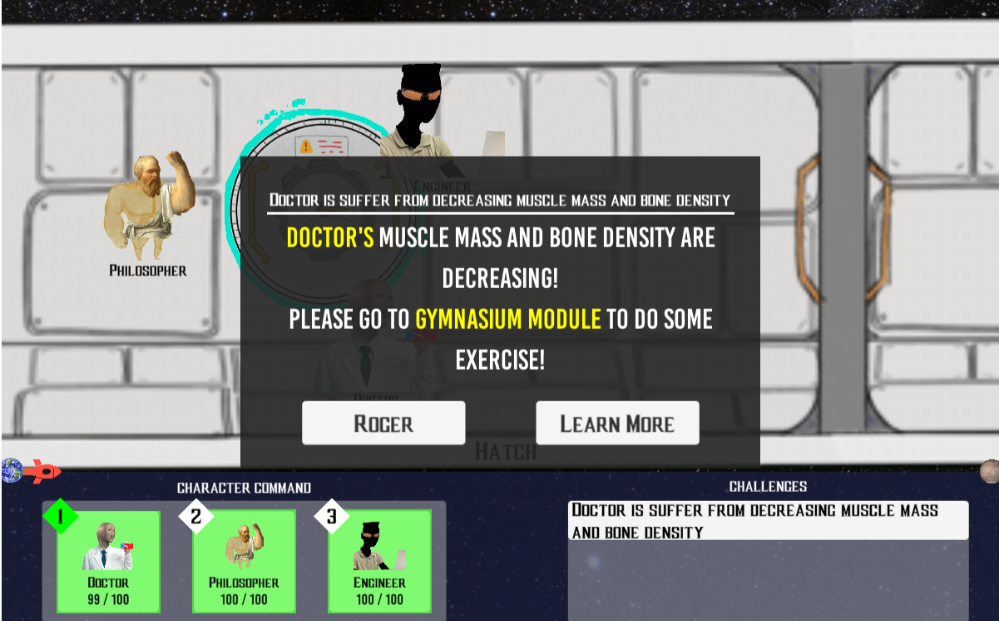 Engineer
Doctor is suffer from decreasing muscle mass and bone density
DOCTOR'S MUSCLE MASS AND BONE DENSITY ARE
DECREASING!
PLEASE GO TO GYMNASIUM MODULE TO DO SOME
EXERCISE!
Philosopher
Doctor
Roger
Learn More
Hatch
CHARACTER COMMAND
1
Doctor
99 / 100
2
Philosopher
100 / 100
3
Engineer
100 / 100
CHALLENGES
Doctor is suffer from decreasing muscle mass
and bone density